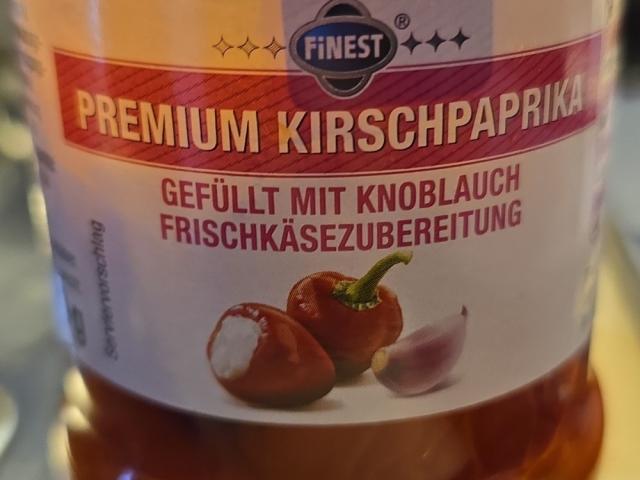 FiNEST®
PREMIUM KIRSCHPAPRIKA
GEFÜLLT MIT KNOBLAUCH
FRISCHKÄSEZUBEREITUNG
Serviervorschlag